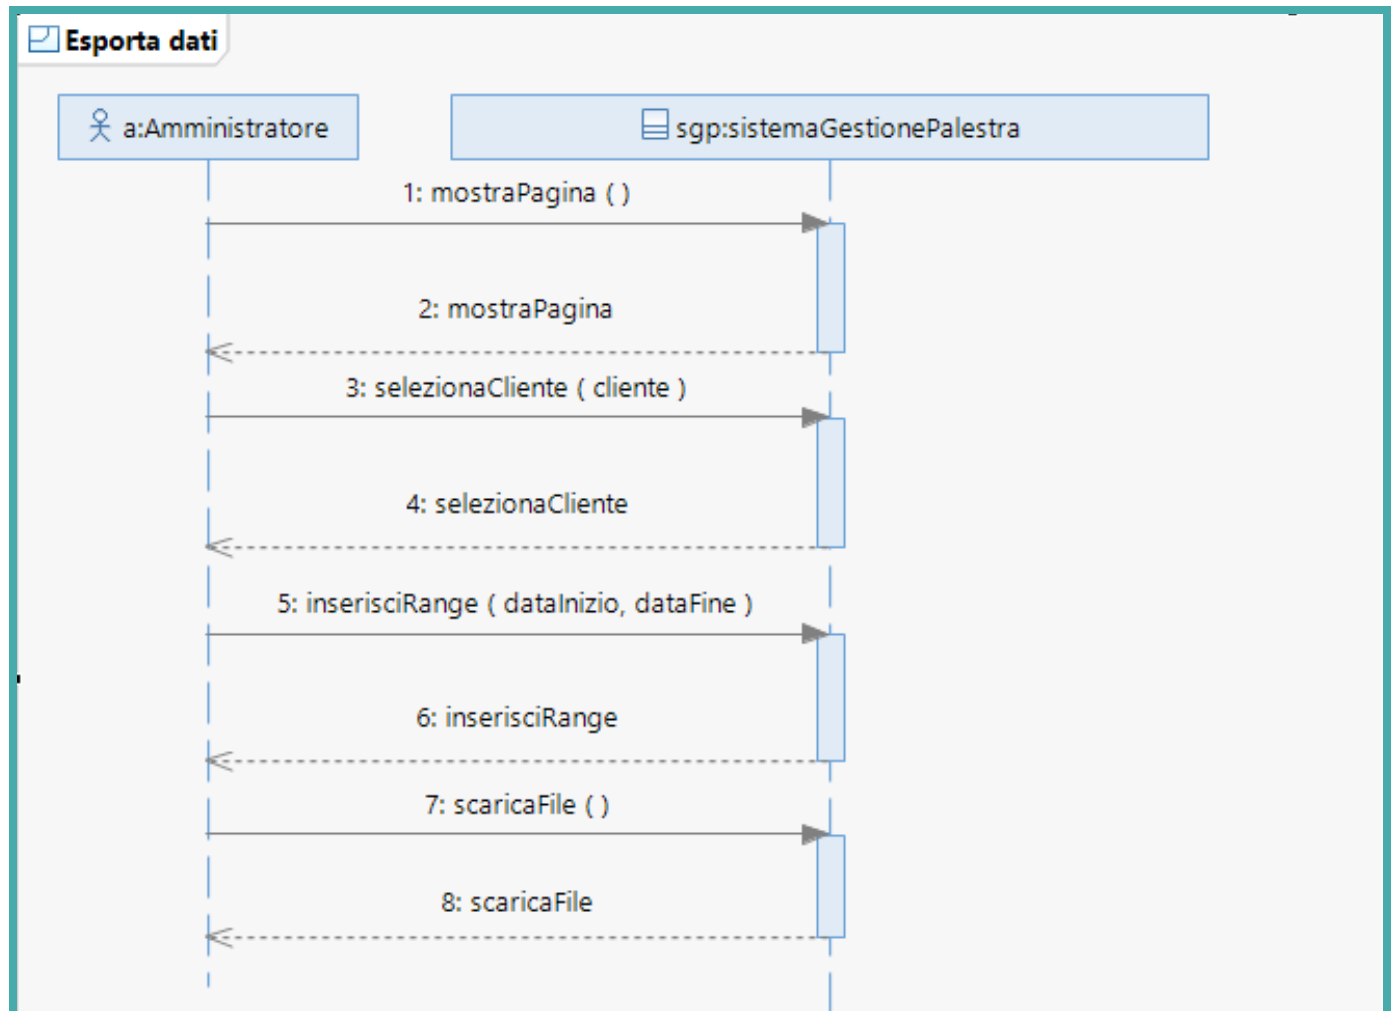 Esporta dati
a:Amministratore
sgp:sistemaGestionePalestra
1: mostraPagina ( )
2: mostraPagina
3: selezionaCliente ( cliente )
4: selezionaCliente
5: inserisciRange ( dataInizio, dataFine )
6: inserisciRange
7: scaricaFile ( )
8: scaricaFile